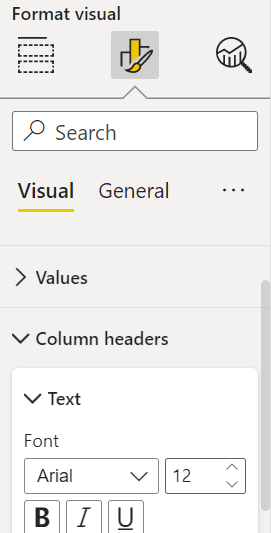 Format visual
Search
Visual General ...
Values
Column headers
Text
Font
Arial 12
B I U